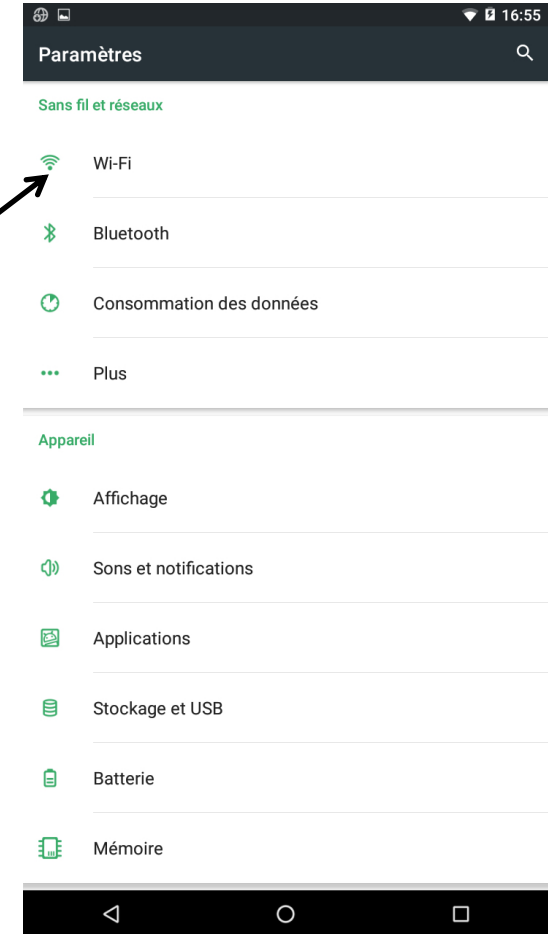 16:55
Paramètres
Sans fil et réseaux
Wi-Fi
Bluetooth
Consommation des données
Plus
Appareil
Affichage
Sons et notifications
Applications
Stockage et USB
Batterie
Mémoire